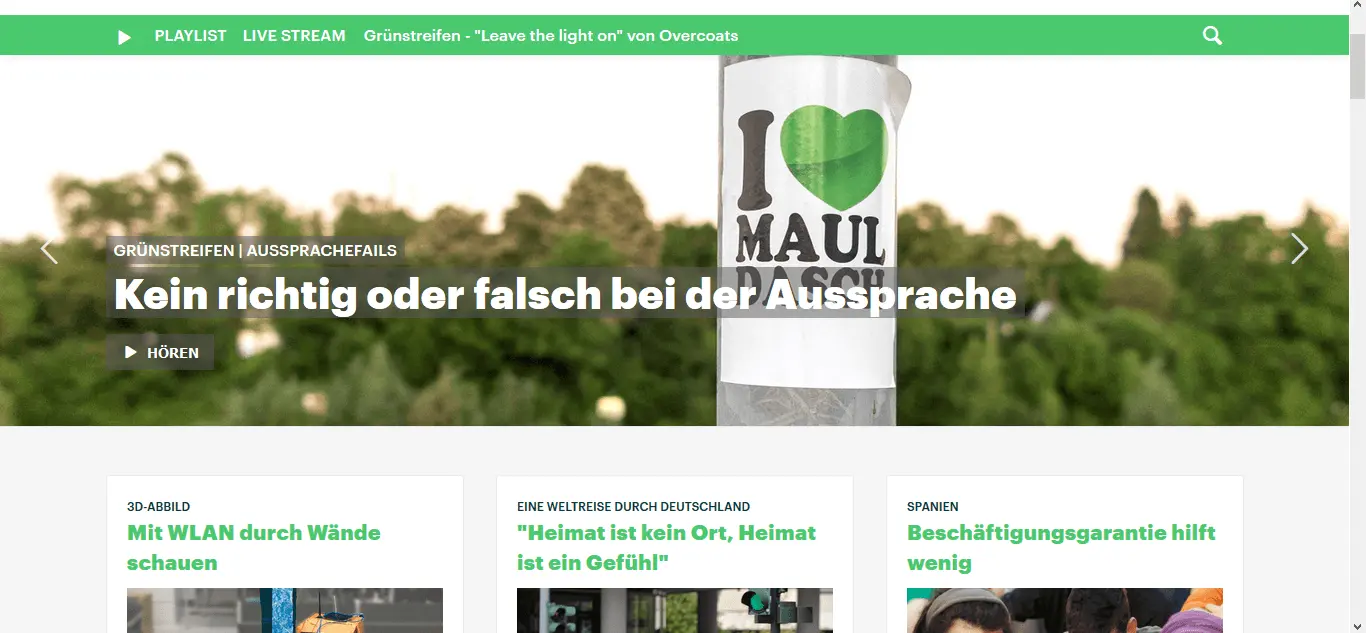 PLAYLIST LIVE STREAM Grünstreifen - "Leave the light on" von Overcoats
I
MAUL
DASCH
GRÜNSTREIFEN | AUSSPRACHEFAILS
Kein richtig oder falsch bei der Aussprache
HÖREN
3D-ABBILD
Mit WLAN durch Wände
schauen
EINE WELTREISE DURCH DEUTSCHLAND
"Heimat ist kein Ort, Heimat
ist ein Gefühl"
SPANIEN
Beschäftigungsgarantie hilft
wenig